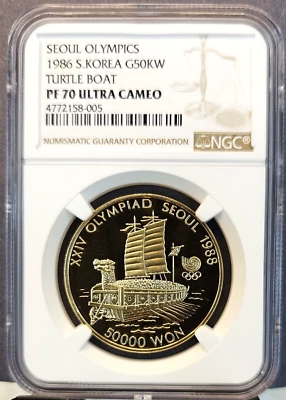 SEOUL OLYMPICS
1986 S.KOREA G50KW
TURTLE BOAT
PF 70 ULTRA CAMEO
4772158-005
NUMISMATIC GUARANTY CORPORATION
NGC®
XXIV OLYMPIAD SEOUL 1988
50000 WON